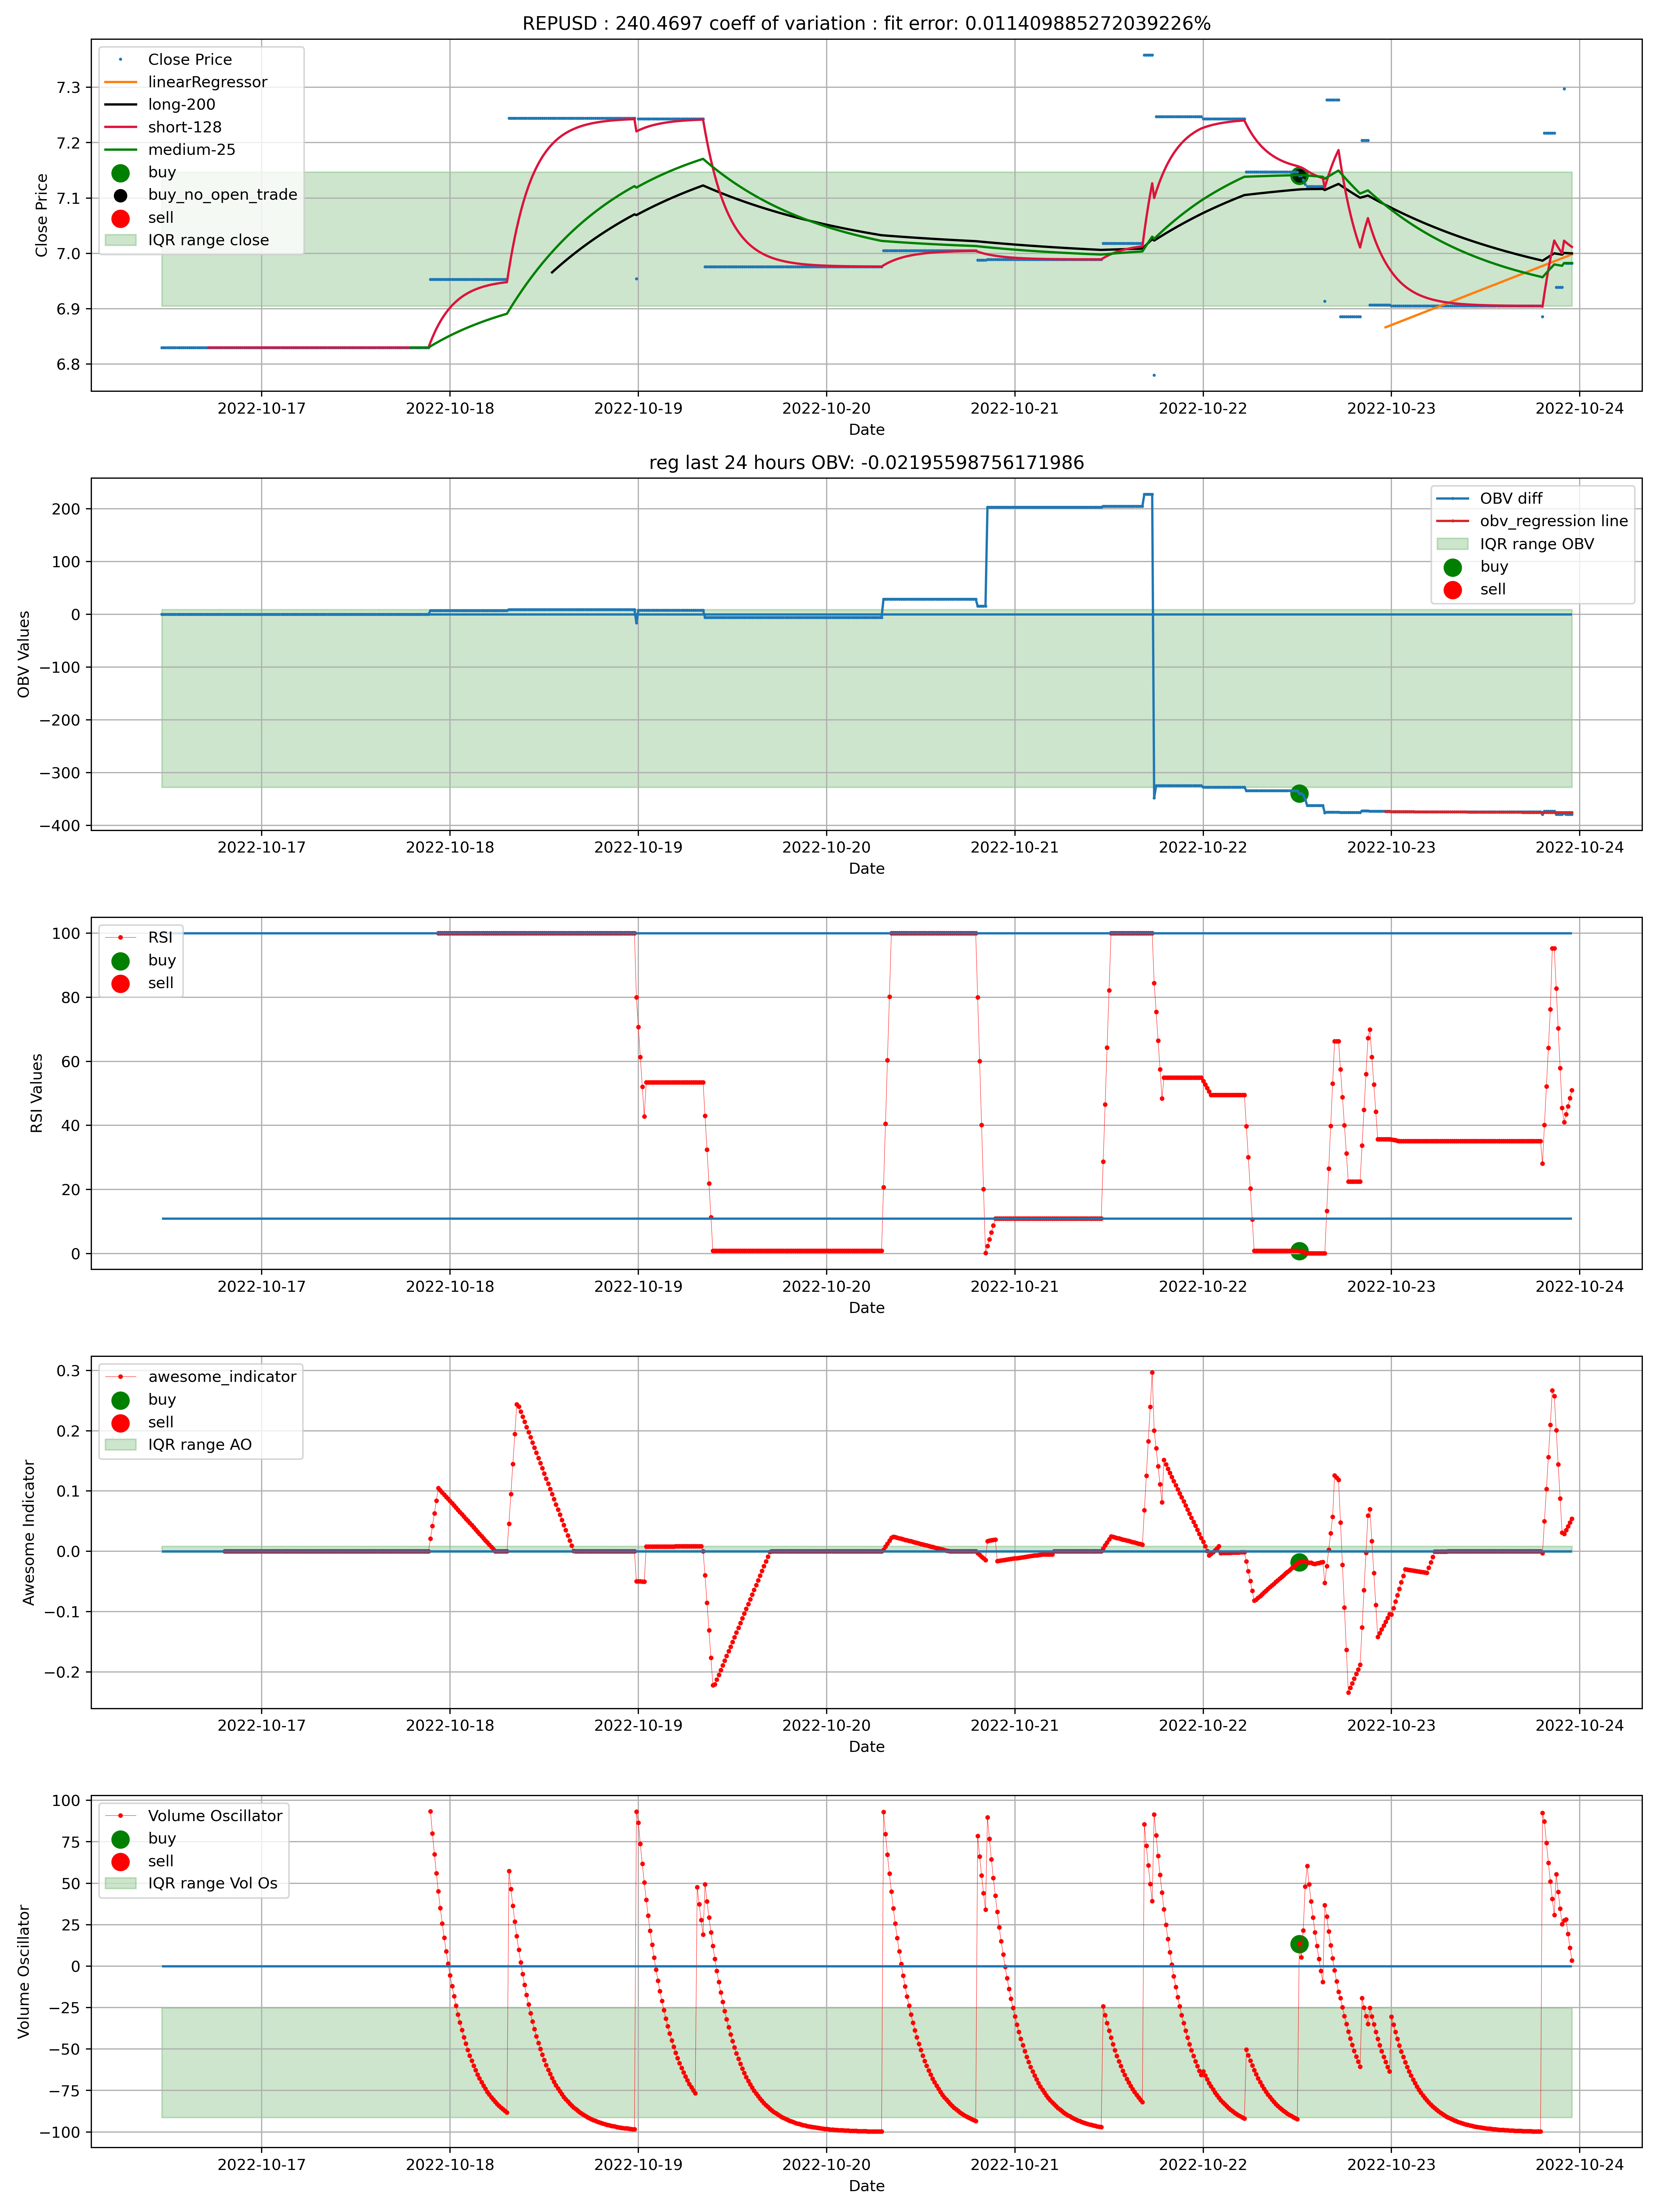 REPUSD : 240.4697 coeff of variation : fit error: 0.011409885272039226%
Close Price
linearRegressor
long-200
short-128
medium-25
buy
buy_no_open_trade
sell
IQR range close
7.3
7.2
7.1
7.0
6.9
6.8
Close Price
2022-10-17 2022-10-18 2022-10-19 2022-10-20 2022-10-21 2022-10-22 2022-10-23 2022-10-24
Date
reg last 24 hours OBV: -0.02195598756171986
OBV diff
obv_regression line
IQR range OBV
buy
sell
200
100
0
−100
−200
−300
−400
OBV Values
2022-10-17 2022-10-18 2022-10-19 2022-10-20 2022-10-21 2022-10-22 2022-10-23 2022-10-24
Date
RSI
buy
sell
100
80
60
40
20
0
RSI Values
2022-10-17 2022-10-18 2022-10-19 2022-10-20 2022-10-21 2022-10-22 2022-10-23 2022-10-24
Date
awesome_indicator
buy
sell
IQR range AO
0.3
0.2
0.1
0.0
−0.1
−0.2
Awesome Indicator
2022-10-17 2022-10-18 2022-10-19 2022-10-20 2022-10-21 2022-10-22 2022-10-23 2022-10-24
Date
Volume Oscillator
buy
sell
IQR range Vol Os
100
75
50
25
0
−25
−50
−75
−100
Volume Oscillator
2022-10-17 2022-10-18 2022-10-19 2022-10-20 2022-10-21 2022-10-22 2022-10-23 2022-10-24
Date